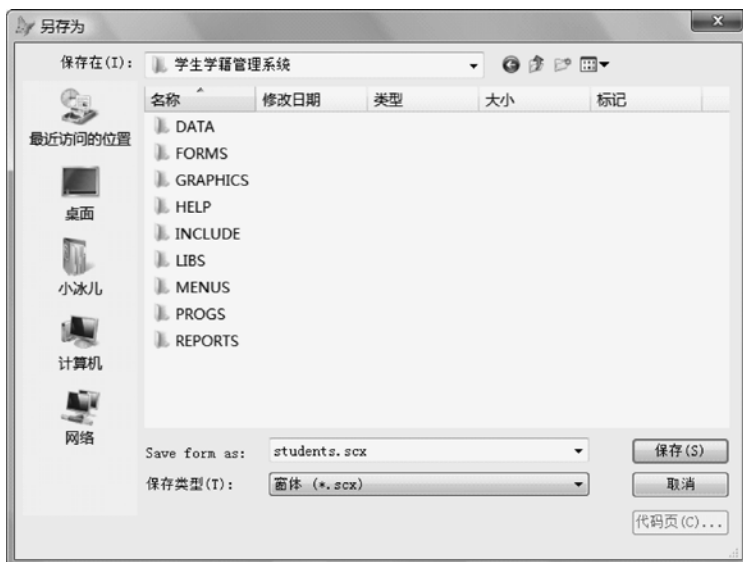 另存为
保存在(I): 学生学籍管理系统
名称 修改日期 类型 大小 标记
DATA
FORMS
GRAPHICS
HELP
INCLUDE
LIBS
MENUS
PROGS
REPORTS
最近访问的位置
桌面
小冰儿
计算机
网络
Save form as: students.scx 保存(S)
保存类型(T): 窗体 (*.scx) 取消
代码页(C)...